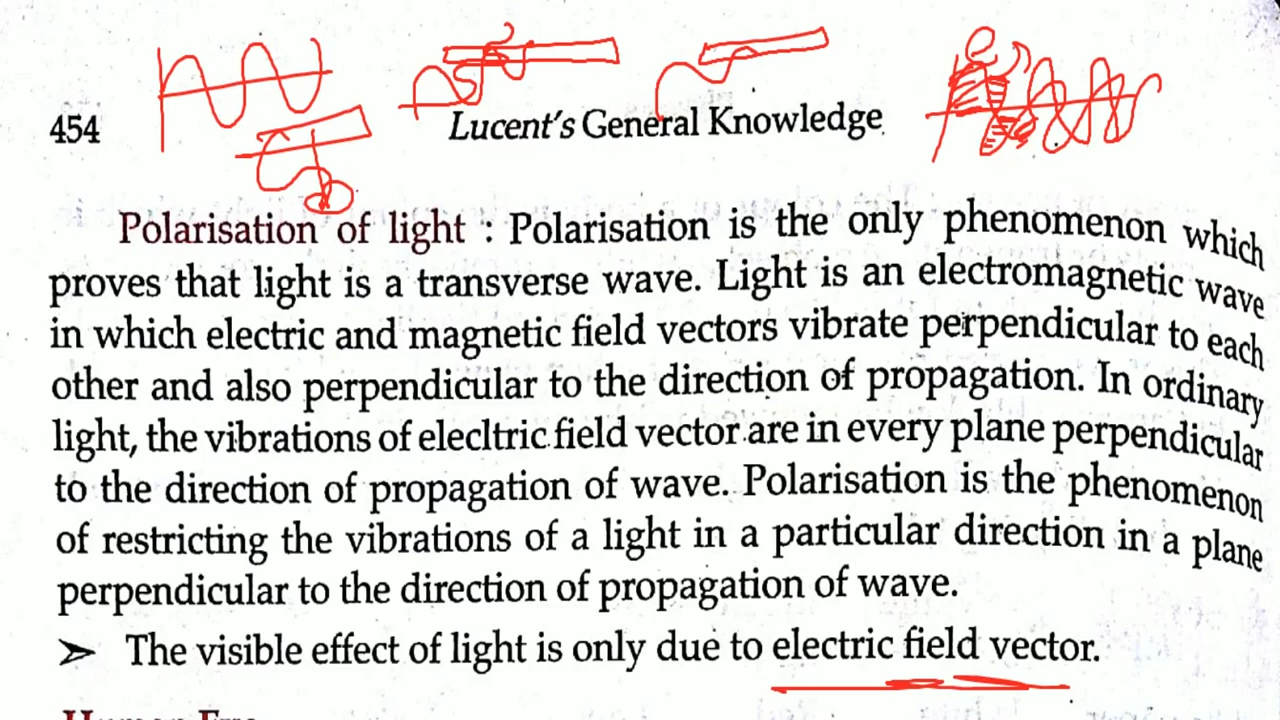 454
Lucent's General Knowledge
Polarisation of light : Polarisation is the only phenomenon which
proves that light is a transverse wave. Light is an electromagnetic wave
in which electric and magnetic field vectors vibrate perpendicular to each
other and also perpendicular to the direction of propagation. In ordinary
light, the vibrations of elecltric field vector are in every plane perpendicular
to the direction of propagation of wave. Polarisation is the phenomenon
of restricting the vibrations of a light in a particular direction in a plane
perpendicular to the direction of propagation of wave.
➢ The visible effect of light is only due to electric field vector.